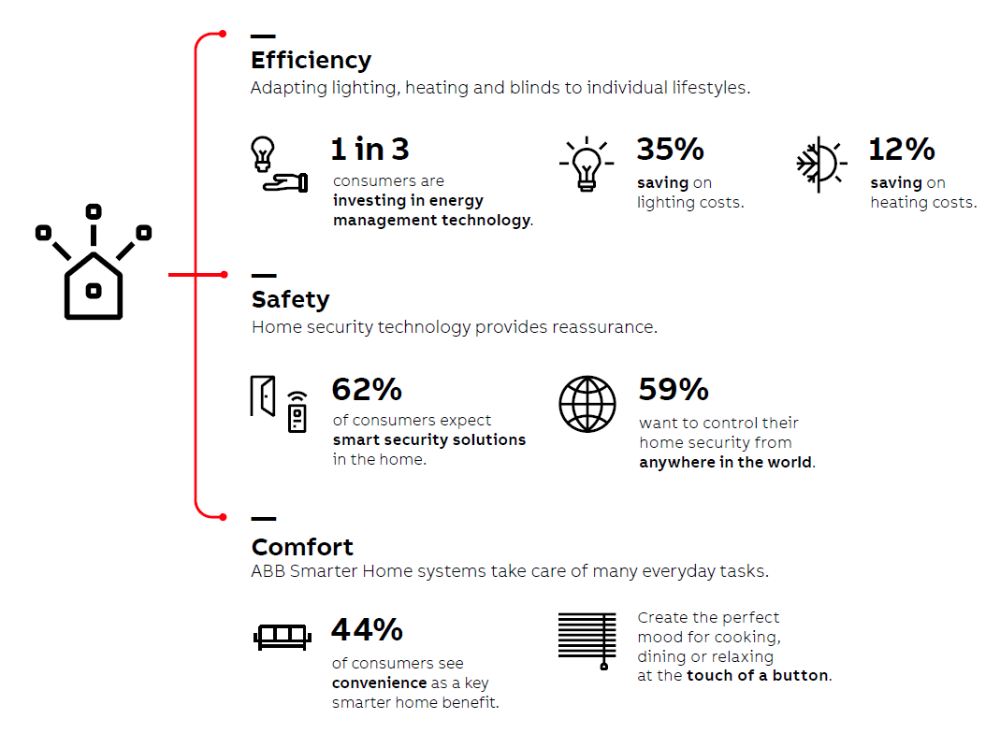 Efficiency
Adapting lighting, heating and blinds to individual lifestyles.
1 in 3
consumers are
investing in energy
management technology.
35%
saving on
lighting costs.
12%
saving on
heating costs.
Safety
Home security technology provides reassurance.
62%
of consumers expect
smart security solutions
in the home.
59%
want to control their
home security from
anywhere in the world.
Comfort
ABB Smarter Home systems take care of many everyday tasks.
44%
of consumers see
convenience as a key
smarter home benefit.
Create the perfect
mood for cooking,
dining or relaxing
at the touch of a button.